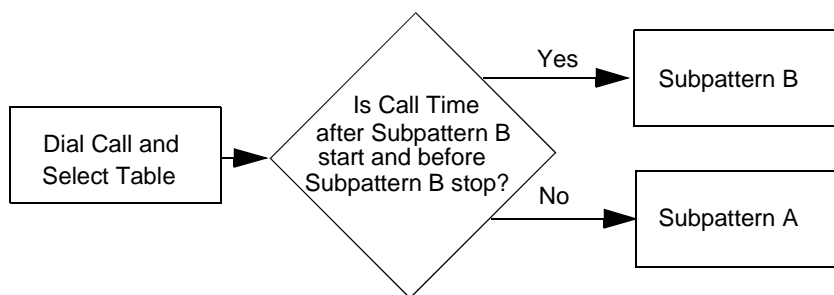 Dial Call and
Select Table
Is Call Time
after Subpattern B
start and before
Subpattern B stop?
Yes
Subpattern B
No
Subpattern A